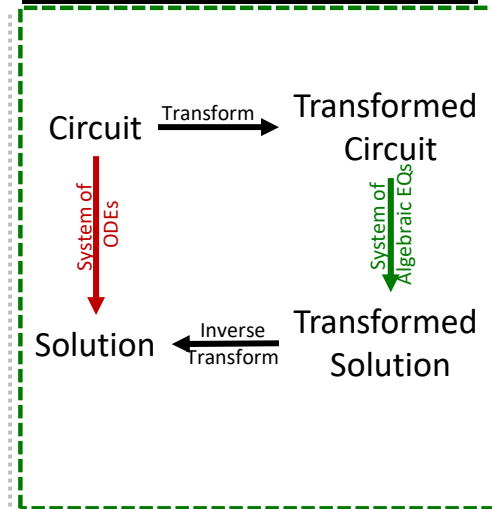 Circuit
Transform
Transformed
Circuit
System of
ODEs
System of
Algebraic EQs
Solution
Inverse
Transform
Transformed
Solution